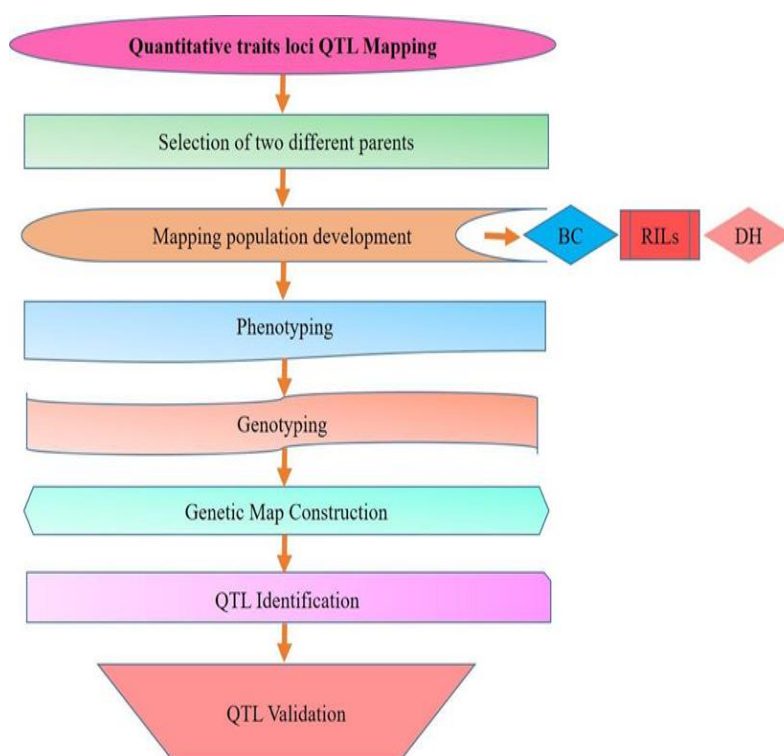 Quantitative traits loci QTL Mapping
Selection of two different parents
Mapping population development
BC
RILs
DH
Phenotyping
Genotyping
Genetic Map Construction
QTL Identification
QTL Validation